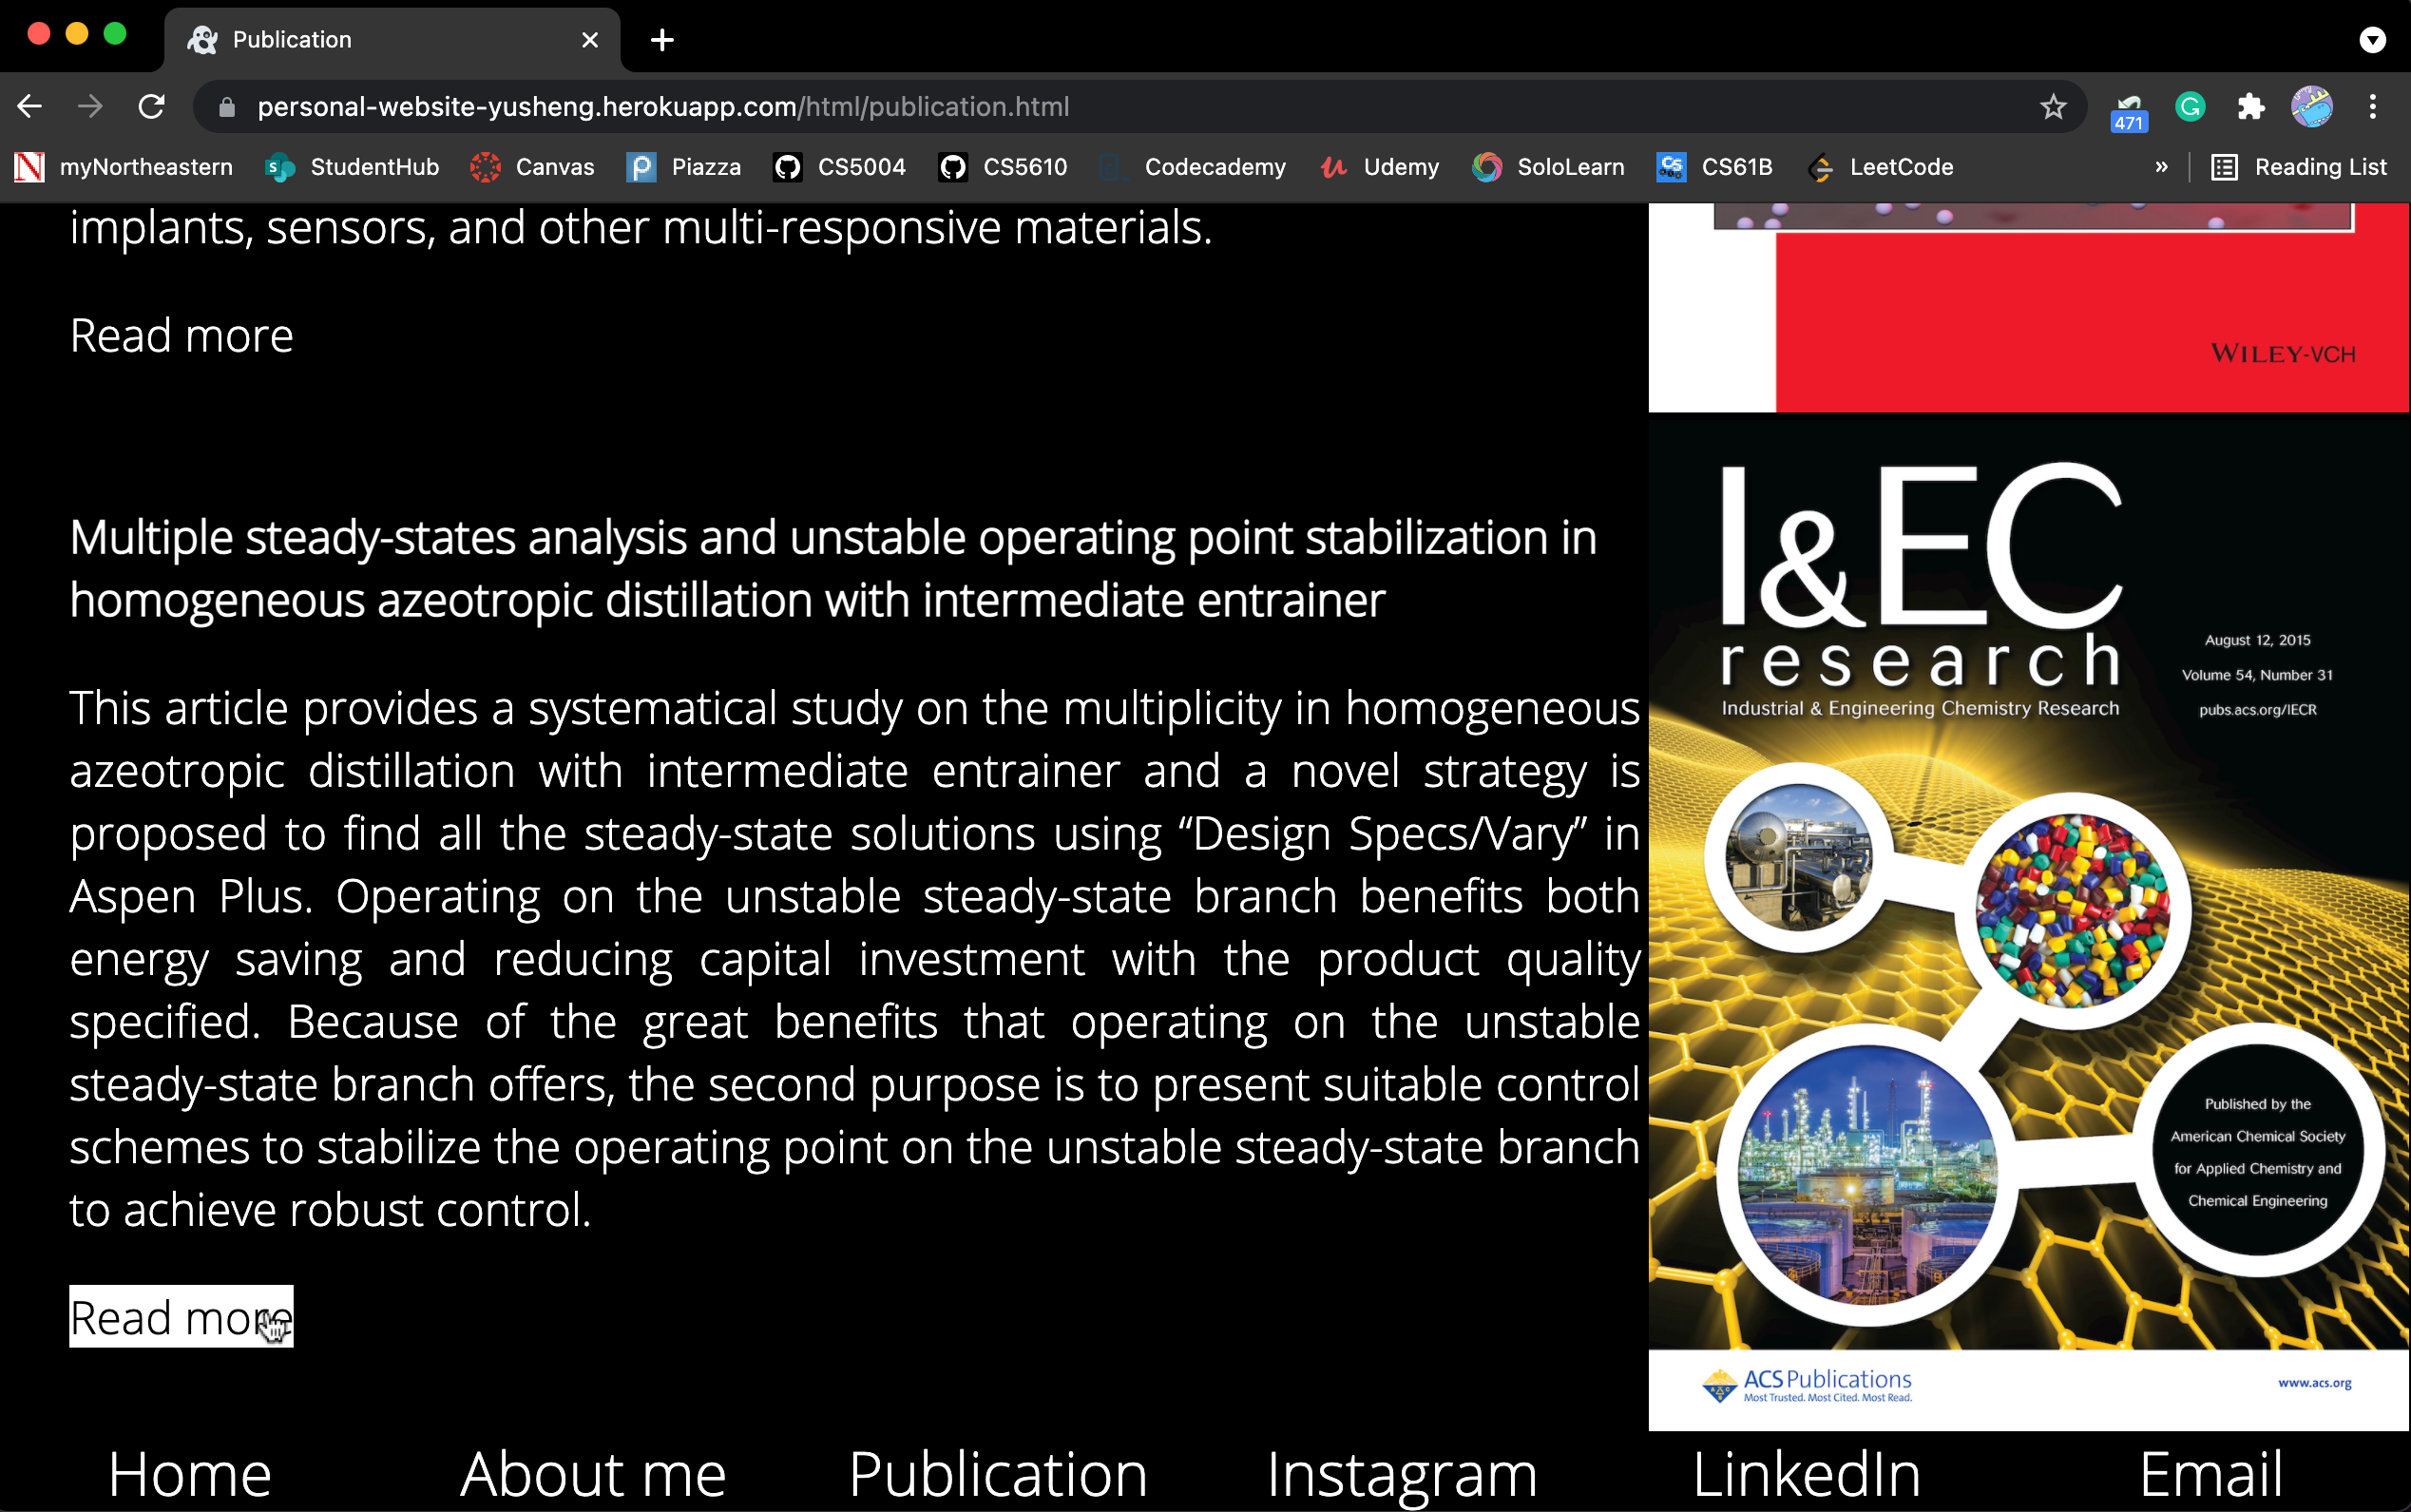 Publication
personal-website-yusheng.herokuapp.com/html/publication.html
471
myNortheastern StudentHub Canvas Piazza CS5004 CS5610 Codecademy Udemy SoloLearn CS61B LeetCode » Reading List
implants, sensors, and other multi-responsive materials.
Read more
WILEY-VCH
Multiple steady-states analysis and unstable operating point stabilization in
homogeneous azeotropic distillation with intermediate entrainer
This article provides a systematical study on the multiplicity in homogeneous
azeotropic distillation with intermediate entrainer and a novel strategy is
proposed to find all the steady-state solutions using “Design Specs/Vary” in
Aspen Plus. Operating on the unstable steady-state branch benefits both
energy saving and reducing capital investment with the product quality
specified. Because of the great benefits that operating on the unstable
steady-state branch offers, the second purpose is to present suitable control
schemes to stabilize the operating point on the unstable steady-state branch
to achieve robust control.
Read more
I&EC
research
Industrial & Engineering Chemistry Research
August 12, 2015
Volume 54, Number 31
pubs.acs.org/IECR
Published by the
American Chemical Society
for Applied Chemistry and
Chemical Engineering
ACS Publications
Most Trusted. Most Cited. Most Read.
www.acs.org
Home About me Publication Instagram LinkedIn Email